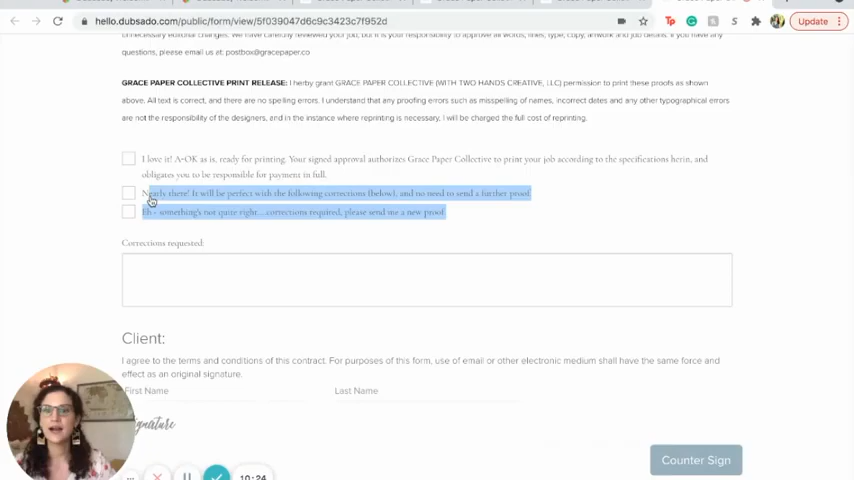 hello.dubsado.com/public/form/view/5f039047d6c9c3423c7f952d
Update
questions, please email us at: postbox@gracepaper.co
GRACE PAPER COLLECTIVE PRINT RELEASE: I herby grant GRACE PAPER COLLECTIVE (WITH TWO HANDS CREATIVE, LLC) permission to print these proofs as shown
above. All text is correct, and there are no spelling errors. I understand that any proofing errors such as misspelling of names, incorrect dates and any other typographical errors
are not the responsibility of the designers, and in the instance where reprinting is necessary, I will be charged the full cost of reprinting.
I love it! A-OK as is, ready for printing. Your signed approval authorizes Grace Paper Collective to print your job according to the specifications herin, and
obligates you to be responsible for payment in full.
Nearly there! It will be perfect with the following corrections (below), and no need to send a further proof
Eh - something's not quite right....corrections required, please send me a new proof
Corrections requested:
Client:
I agree to the terms and conditions of this contract. For purposes of this form, use of email or other electronic medium shall have the same force and
effect as an original signature.
First Name
Last Name
Signature
Counter Sign
10:24